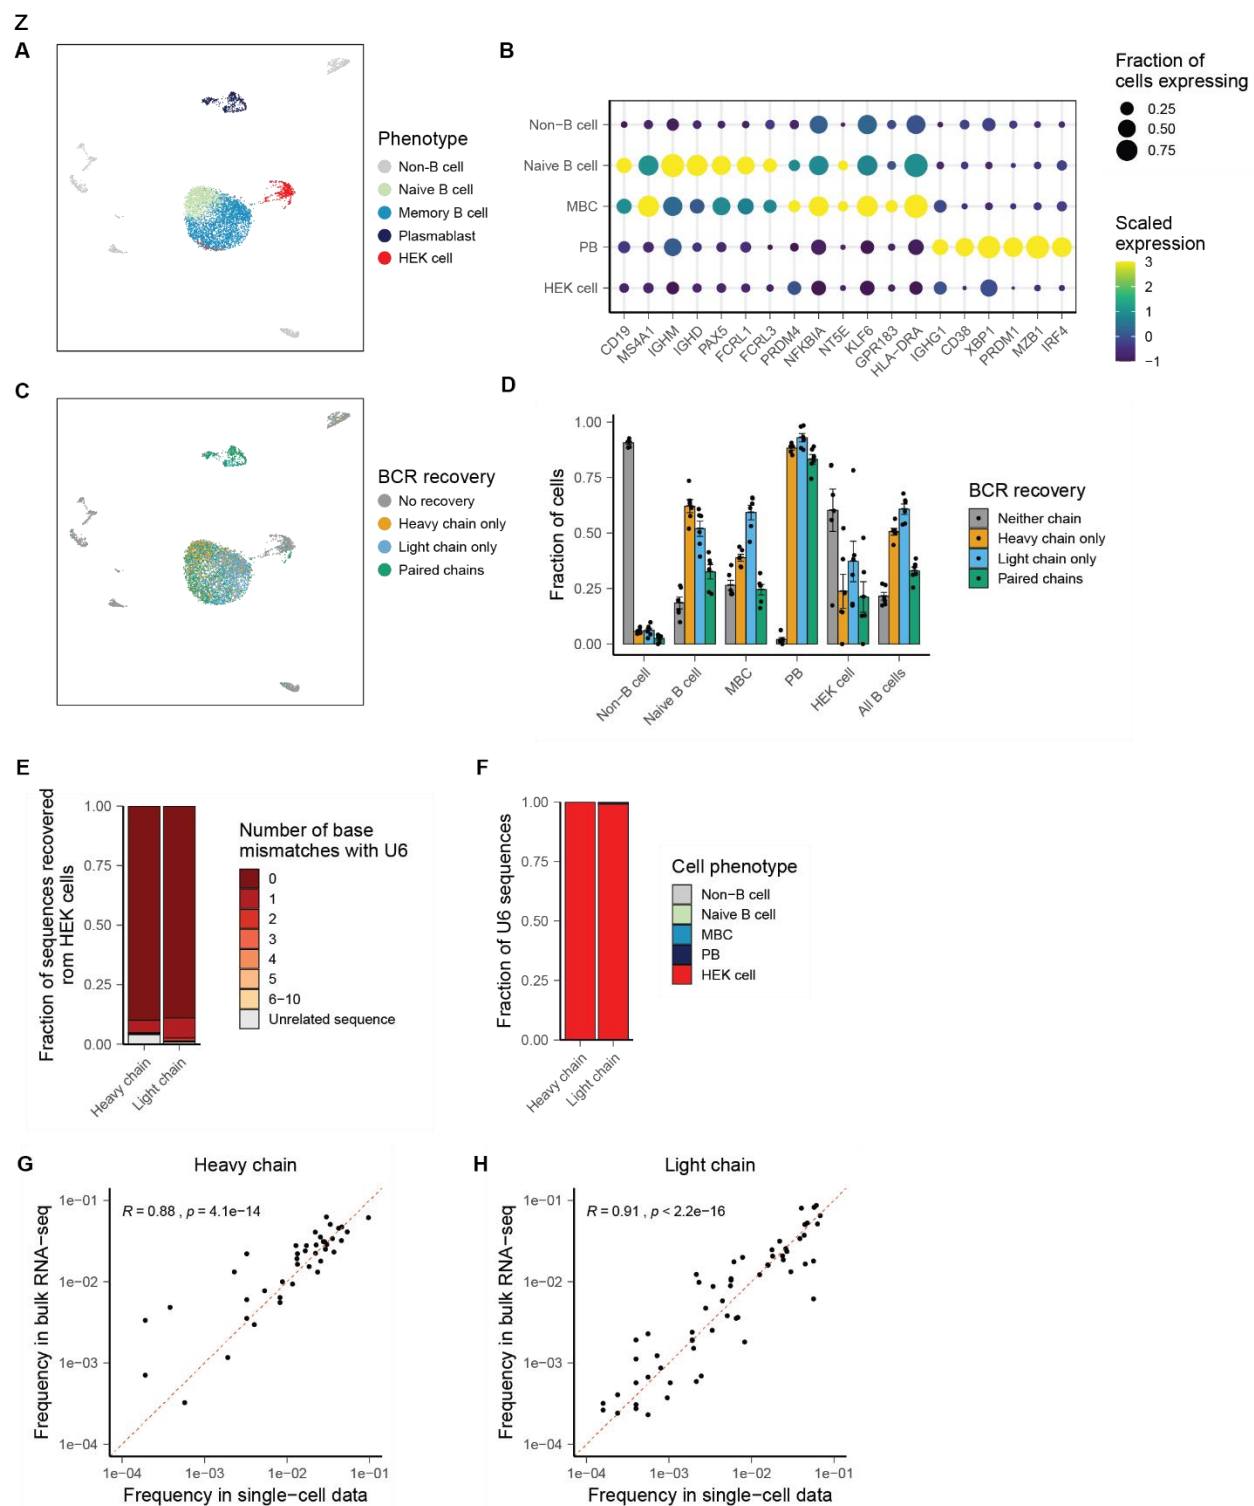 Z
A
Phenotype
Non-B cell
Naive B cell
Memory B cell
Plasmablast
HEK cell
B
Non-B cell
Naive B cell
MBC
PB
HEK cell
CD19
MS4A1
IGHM
IGHD
PAX5
FCRL1
FCRL3
PRDM4
NFKBIA
NT5E
KLF6
GPR183
HLA-DRA
IGHG1
CD38
XBP1
PRDM1
MZB1
IRF4
Fraction of
cells expressing
0.25
0.50
0.75
Scaled
expression
3
2
1
0
-1
C
BCR recovery
No recovery
Heavy chain only
Light chain only
Paired chains
D
Fraction of cells
1.00
0.75
0.50
0.25
0.00
Non-B cell
Naive B cell
MBC
PB
HEK cell
All B cells
BCR recovery
Neither chain
Heavy chain only
Light chain only
Paired chains
E
Fraction of sequences recovered
rom HEK cells
1.00
0.75
0.50
0.25
0.00
Heavy chain
Light chain
Number of base
mismatches with U6
0
1
2
3
4
5
6-10
Unrelated sequence
F
Fraction of U6 sequences
1.00
0.75
0.50
0.25
0.00
Heavy chain
Light chain
Cell phenotype
Non-B cell
Naive B cell
MBC
PB
HEK cell
G
Heavy chain
R = 0.88 , p = 4.1e-14
Frequency in bulk RNA-seq
1e-01
1e-02
1e-03
1e-04
1e-04
1e-03
1e-02
1e-01
Frequency in single-cell data
H
Light chain
R = 0.91 , p < 2.2e-16
Frequency in bulk RNA-seq
1e-01
1e-02
1e-03
1e-04
1e-04
1e-03
1e-02
1e-01
Frequency in single-cell data